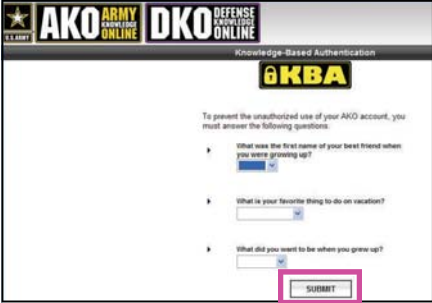 U.S. ARMY
AKO ARMY KNOWLEDGE ONLINE
DKO DEFENSE KNOWLEDGE ONLINE
Knowledge-Based Authentication
KBA
To prevent the unauthorized use of your AKO account, you
must answer the following questions.
What was the first name of your best friend when
you were growing up?
What is your favorite thing to do on vacation?
What did you want to be when you grew up?
SUBMIT